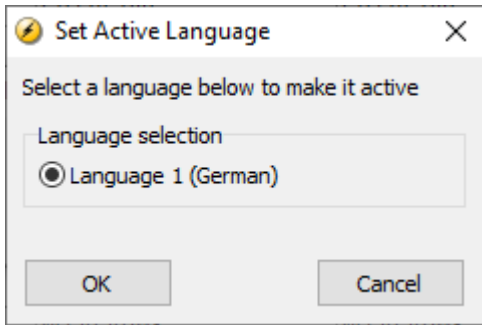 Set Active Language
Select a language below to make it active
Language selection
Language 1 (German)
OK
Cancel